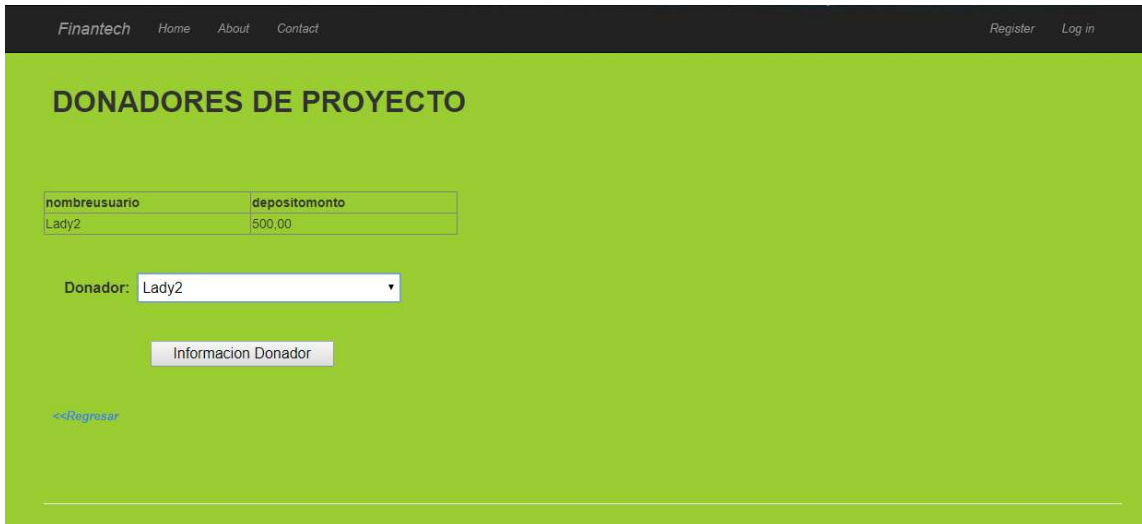 Finantech Home About Contact Register Log in
DONADORES DE PROYECTO
nombreusuario depositomonto
Lady2 500,00
Donador: Lady2
Informacion Donador
<<Regresar